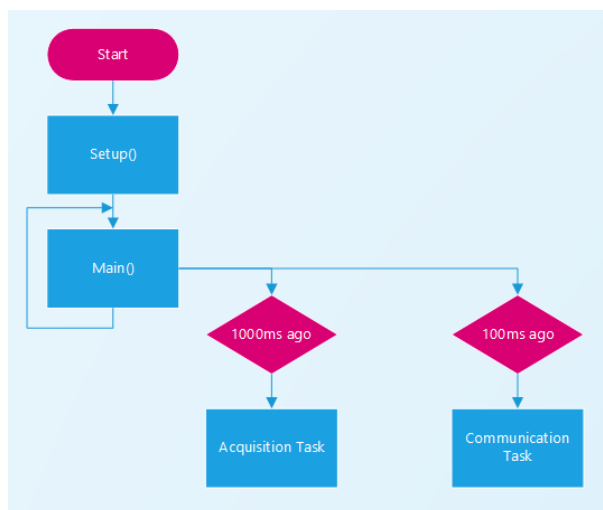 Start
Setup()
Main()
1000ms ago
100ms ago
Acquisition Task
Communication
Task